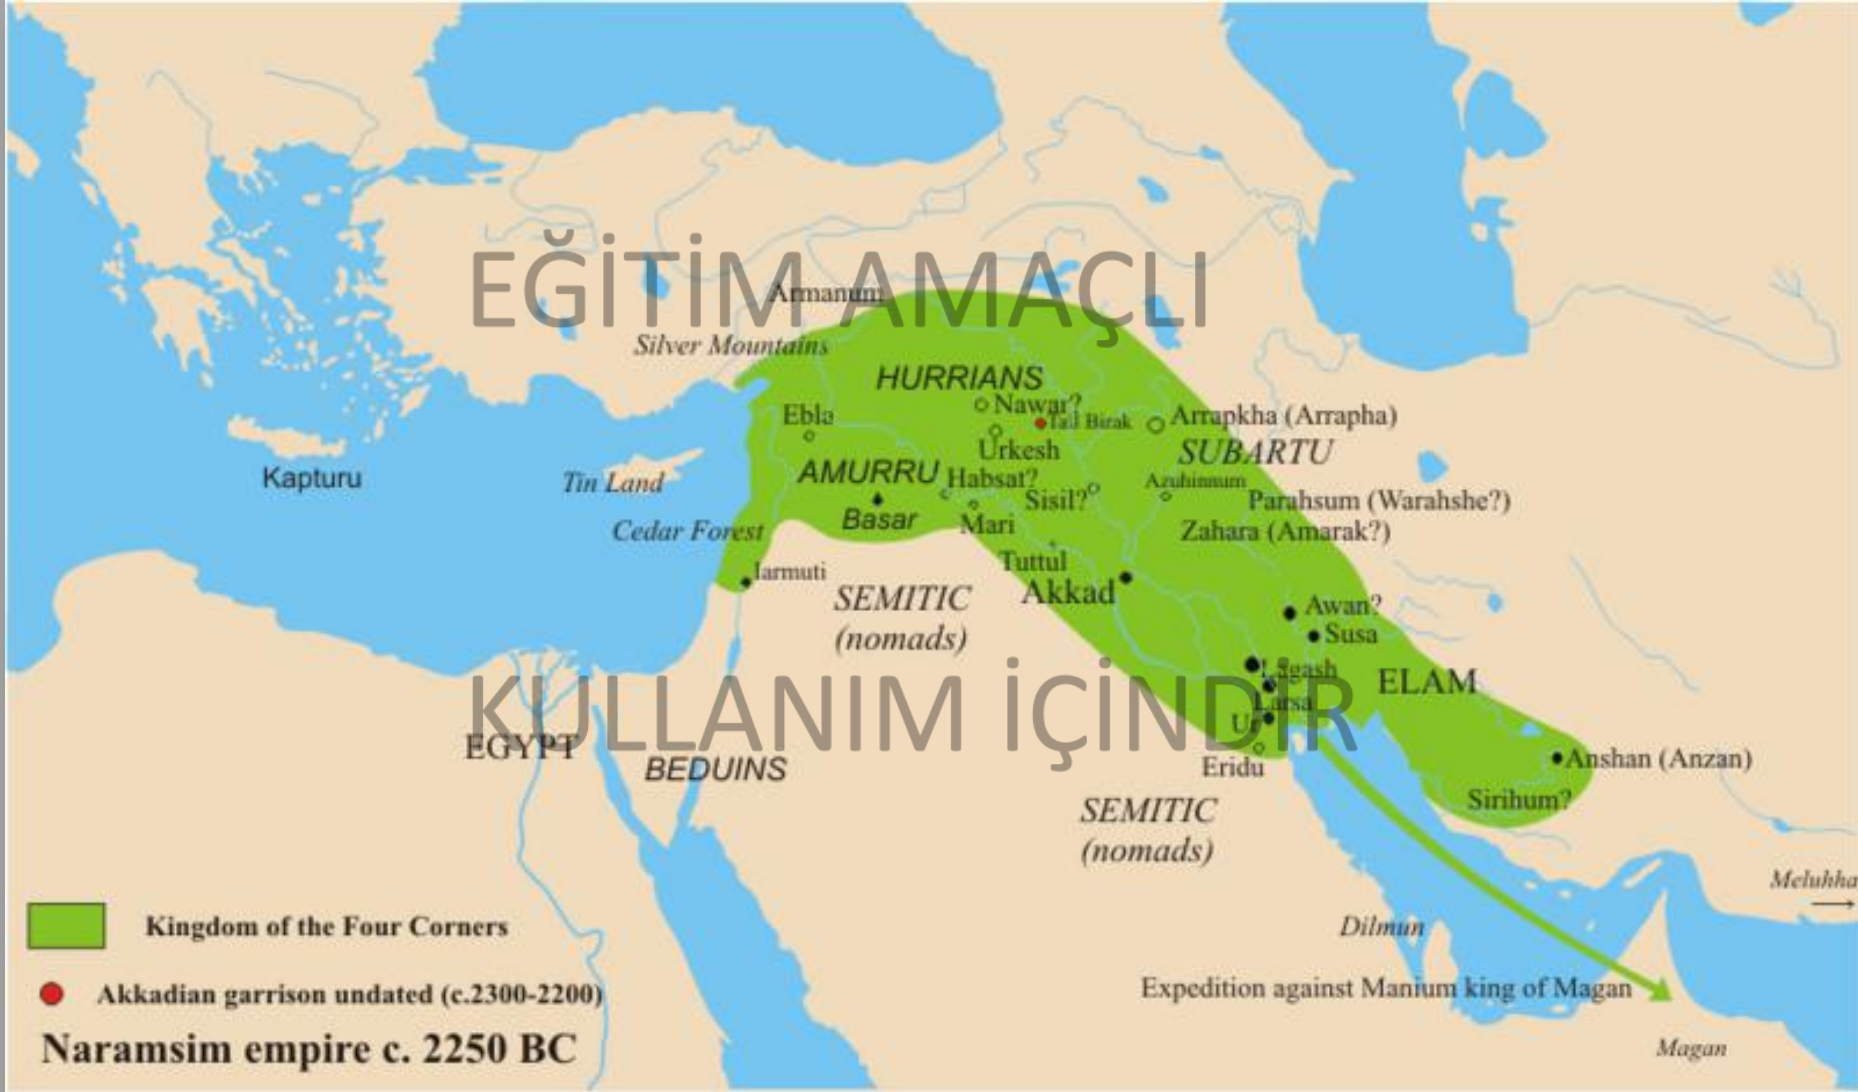 EĞİTİM AMAÇLI
Armanum
Silver Mountains
HURRIANS
Nawar?
Tall Birak
Arrapkha (Arrapha)
Ebla
Urkesh
SUBARTU
Kapturu
Tin Land
AMURRU
Habsat?
Sisil?
Azuhinnum
Parahsum (Warahshe?)
Basar
Mari
Cedar Forest
Zahara (Amarak?)
Iarmuti
Tuttul
Akkad
SEMITIC
(nomads)
Awan?
Susa
KULLANIM İÇİNDİR
Lagash
ELAM
Larsa
Ur
EGYPT
BEDUINS
Eridu
Anshan (Anzan)
Sirihum?
SEMITIC
(nomads)
Meluhha
Dilmun
Kingdom of the Four Corners
Expedition against Manium king of Magan
Akkadian garrison undated (c.2300-2200)
Naramsim empire c. 2250 BC
Magan